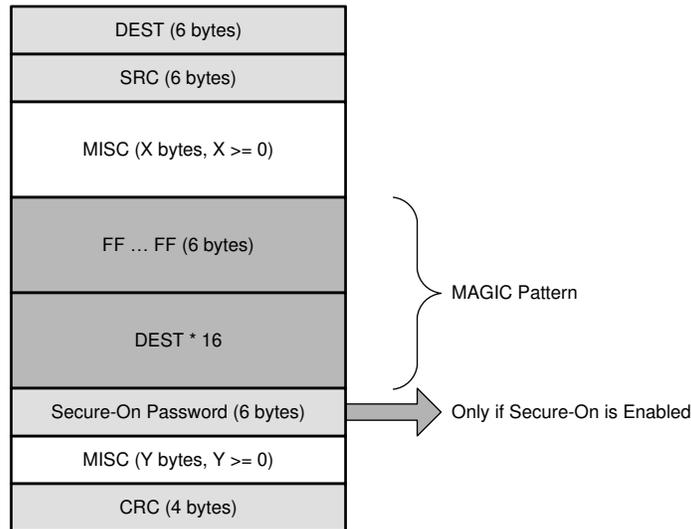 DEST (6 bytes)
SRC (6 bytes)
MISC (X bytes, X >= 0)
FF … FF (6 bytes)
MAGIC Pattern
DEST * 16
Secure-On Password (6 bytes)
Only if Secure-On is Enabled
MISC (Y bytes, Y >= 0)
CRC (4 bytes)